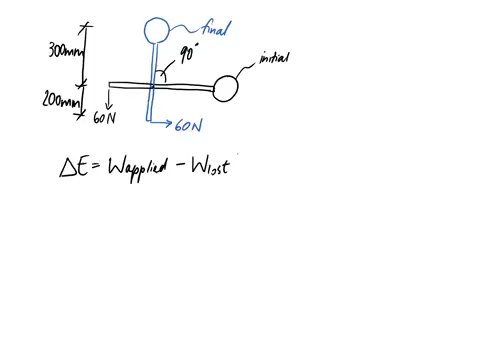 final
300mm
90°
initial
200mm
60N
60N
ΔE = Wapplied - Wlost